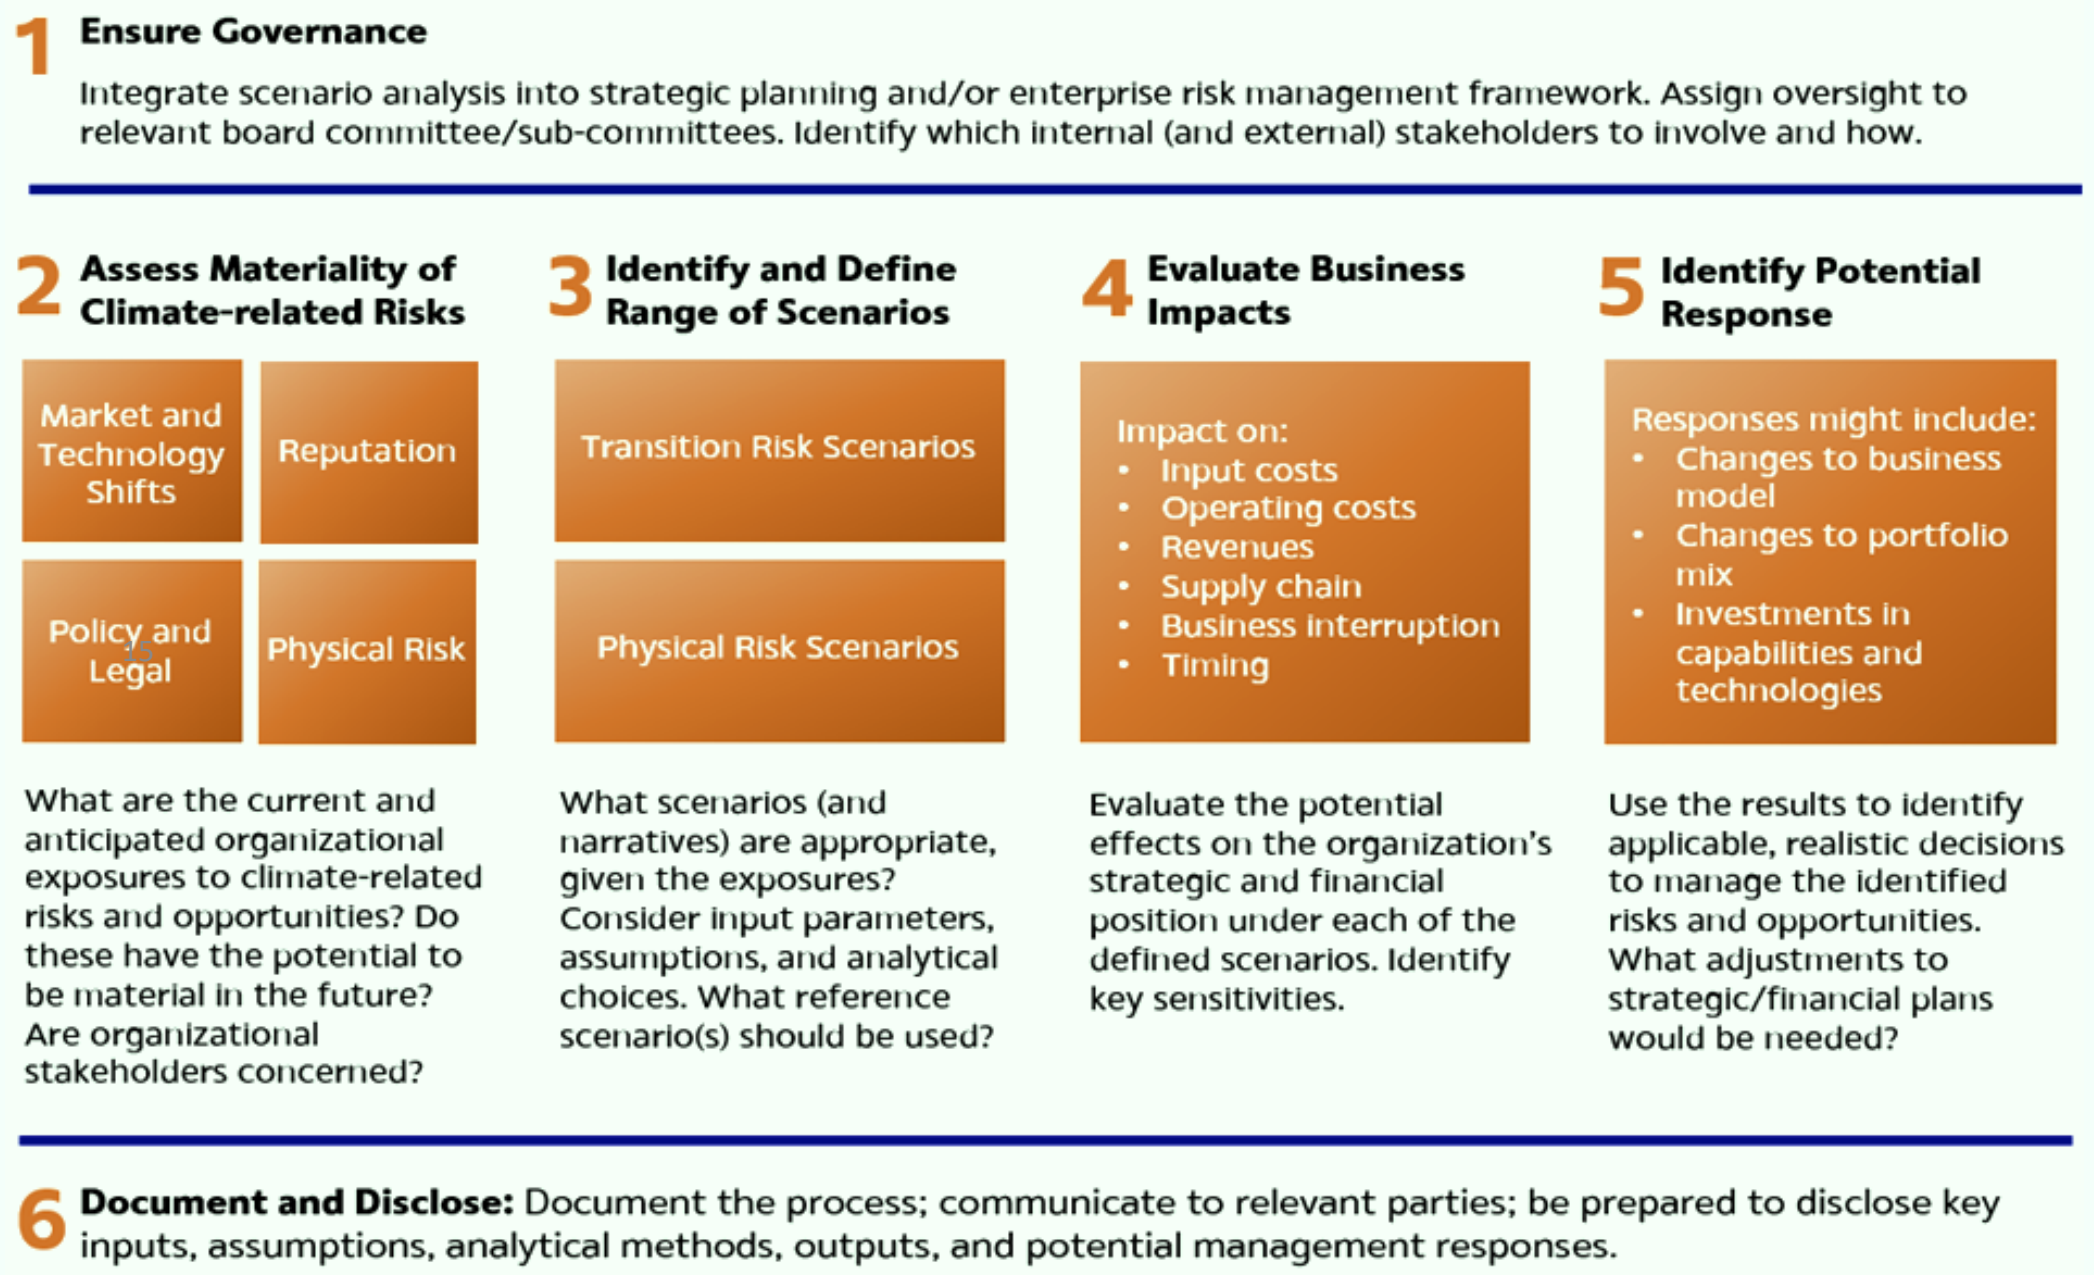 1 Ensure Governance
Integrate scenario analysis into strategic planning and/or enterprise risk management framework. Assign oversight to
relevant board committee/sub-committees. Identify which internal (and external) stakeholders to involve and how.
2 Assess Materiality of
Climate-related Risks
Market and
Technology
Shifts
Reputation
Policy and
Legal
15
Physical Risk
What are the current and
anticipated organizational
exposures to climate-related
risks and opportunities? Do
these have the potential to
be material in the future?
Are organizational
stakeholders concerned?
3 Identify and Define
Range of Scenarios
Transition Risk Scenarios
Physical Risk Scenarios
What scenarios (and
narratives) are appropriate,
given the exposures?
Consider input parameters,
assumptions, and analytical
choices. What reference
scenario(s) should be used?
4 Evaluate Business
Impacts
Impact on:
• Input costs
• Operating costs
• Revenues
• Supply chain
• Business interruption
• Timing
Evaluate the potential
effects on the organization's
strategic and financial
position under each of the
defined scenarios. Identify
key sensitivities.
5 Identify Potential
Response
Responses might include:
• Changes to business
model
• Changes to portfolio
mix
• Investments in
capabilities and
technologies
Use the results to identify
applicable, realistic decisions
to manage the identified
risks and opportunities.
What adjustments to
strategic/financial plans
would be needed?
6 Document and Disclose: Document the process; communicate to relevant parties; be prepared to disclose key
inputs, assumptions, analytical methods, outputs, and potential management responses.